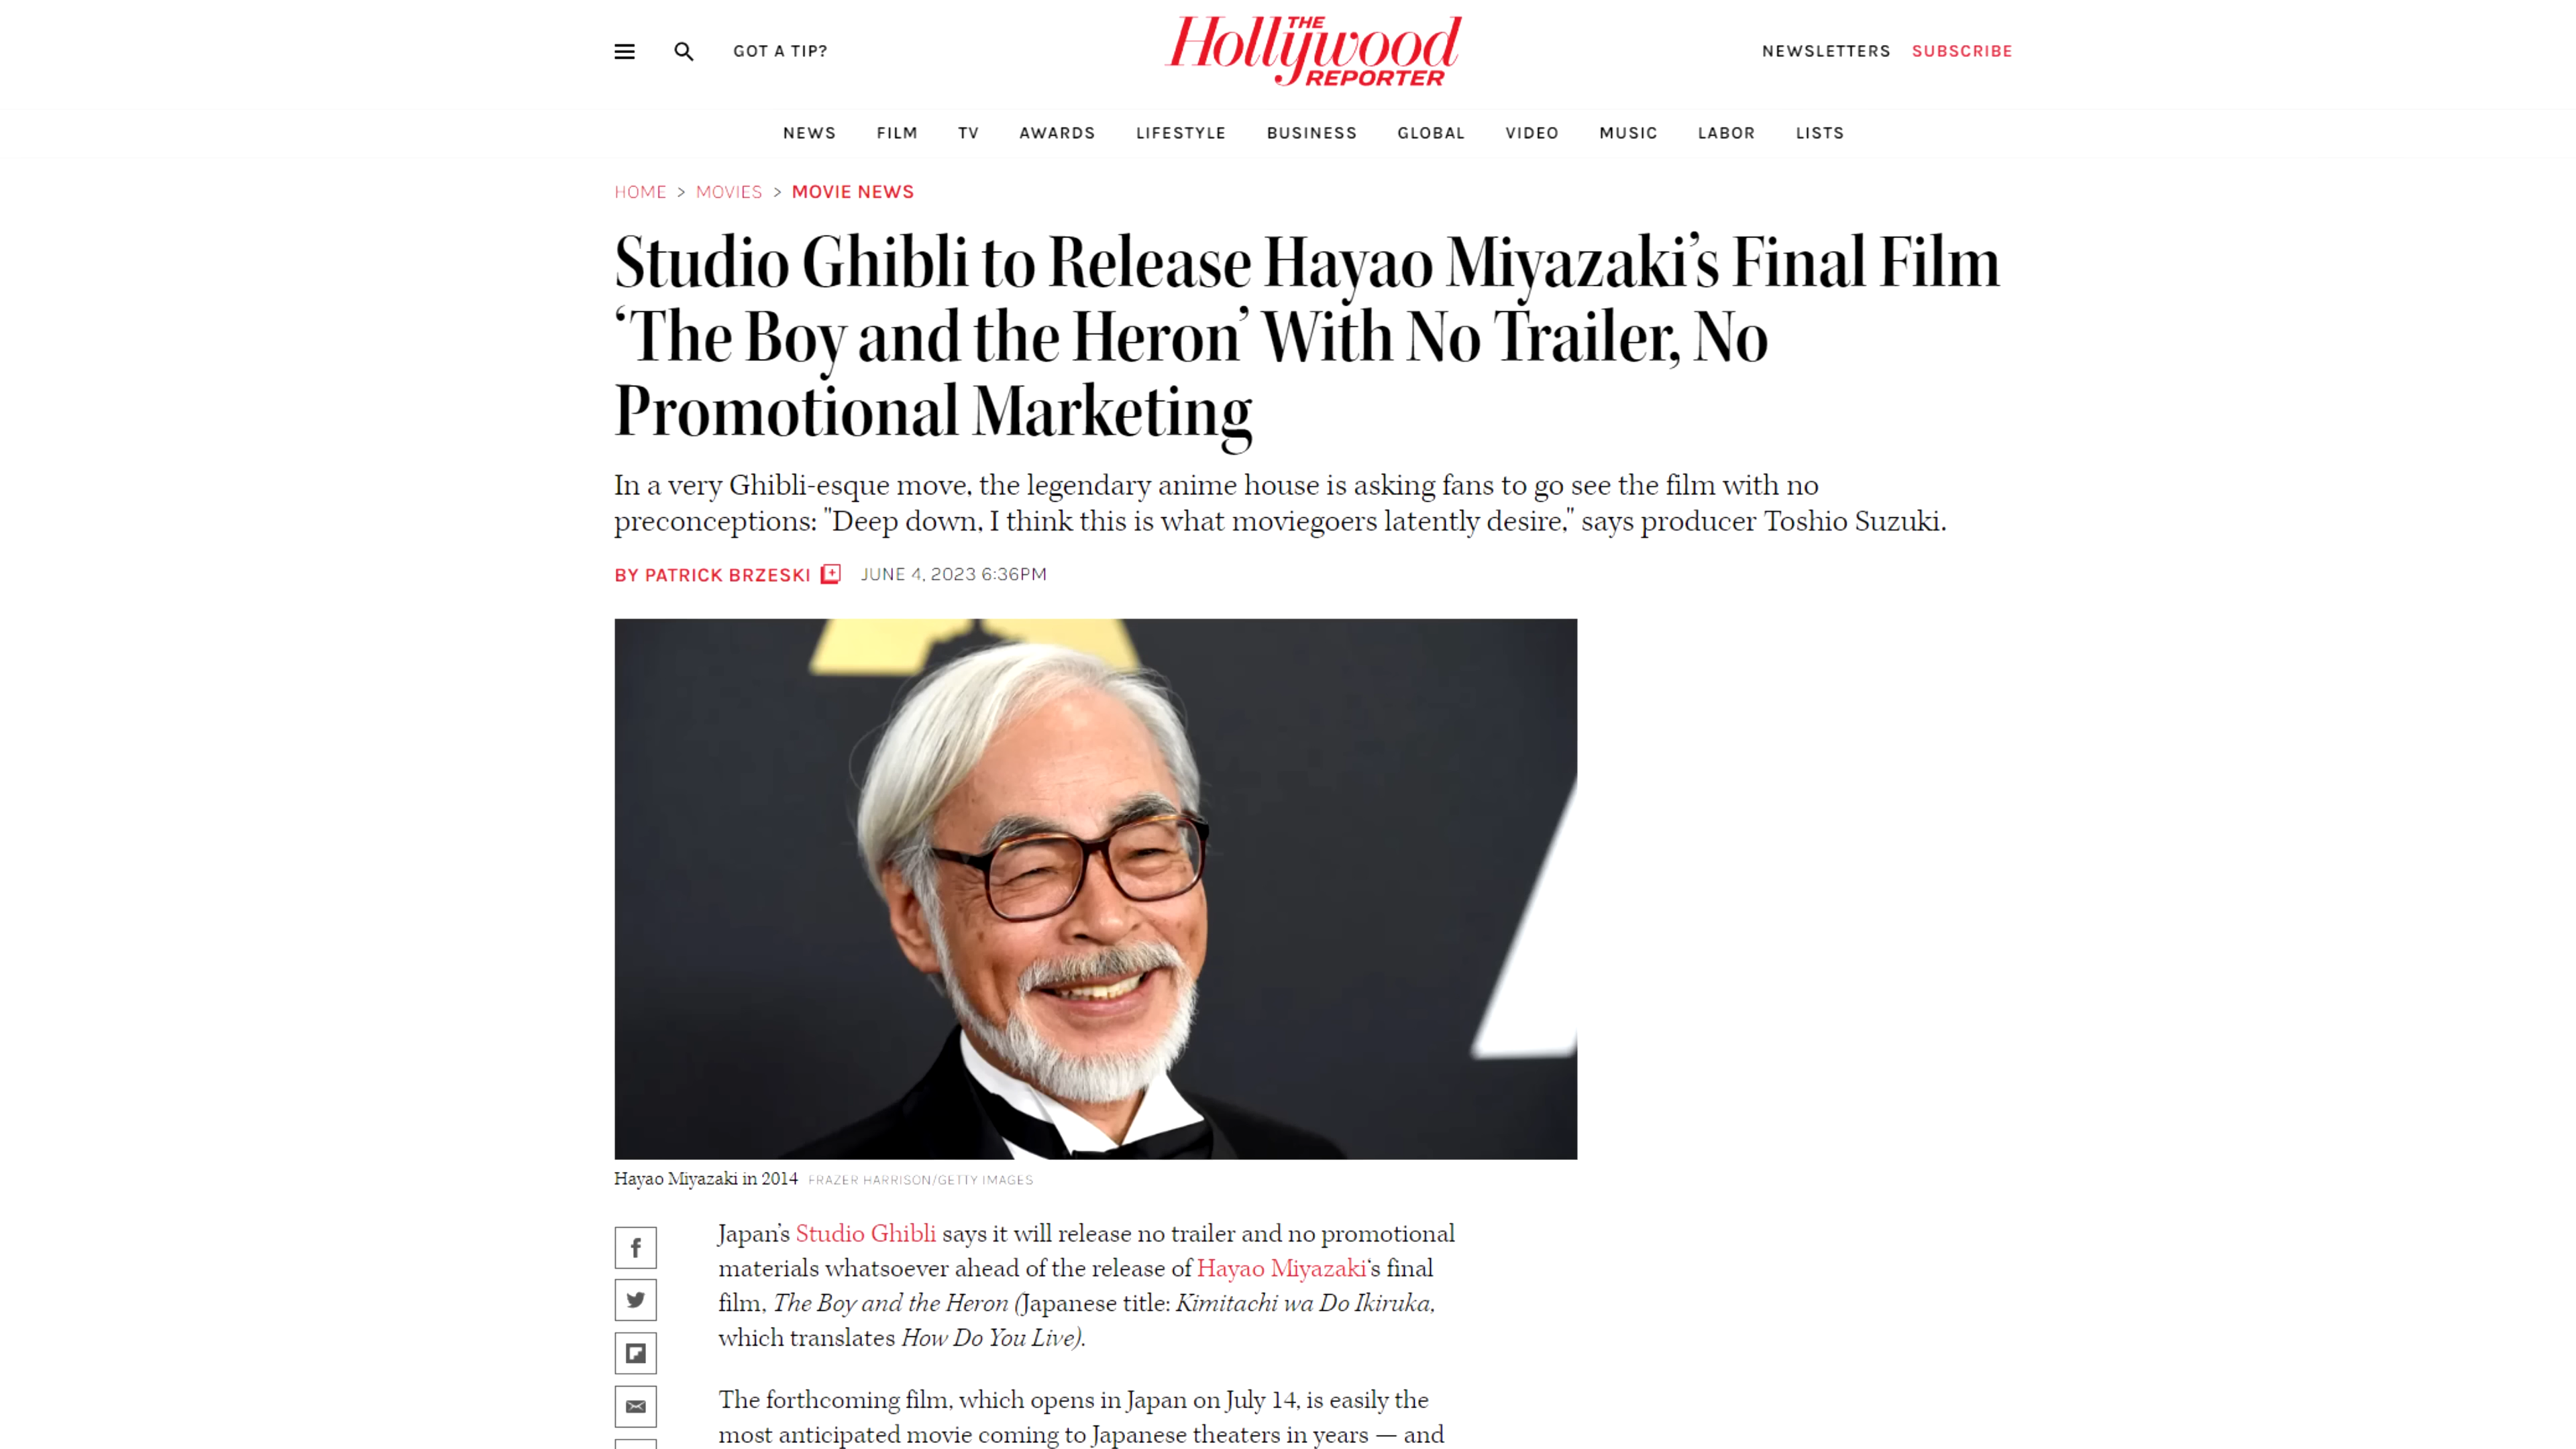 GOT A TIP?
THE
Hollywood
REPORTER
NEWSLETTERS SUBSCRIBE
NEWS FILM TV AWARDS LIFESTYLE BUSINESS GLOBAL VIDEO MUSIC LABOR LISTS
HOME > MOVIES > MOVIE NEWS
Studio Ghibli to Release Hayao Miyazaki’s Final Film
‘The Boy and the Heron’ With No Trailer, No
Promotional Marketing
In a very Ghibli-esque move, the legendary anime house is asking fans to go see the film with no
preconceptions: "Deep down, I think this is what moviegoers latently desire," says producer Toshio Suzuki.
BY PATRICK BRZESKI JUNE 4, 2023 6:36PM
Hayao Miyazaki in 2014 FRAZER HARRISON/GETTY IMAGES
Japan’s Studio Ghibli says it will release no trailer and no promotional
materials whatsoever ahead of the release of Hayao Miyazaki‘s final
film, The Boy and the Heron (Japanese title: Kimitachi wa Do Ikiruka,
which translates How Do You Live).
The forthcoming film, which opens in Japan on July 14, is easily the
most anticipated movie coming to Japanese theaters in years — and